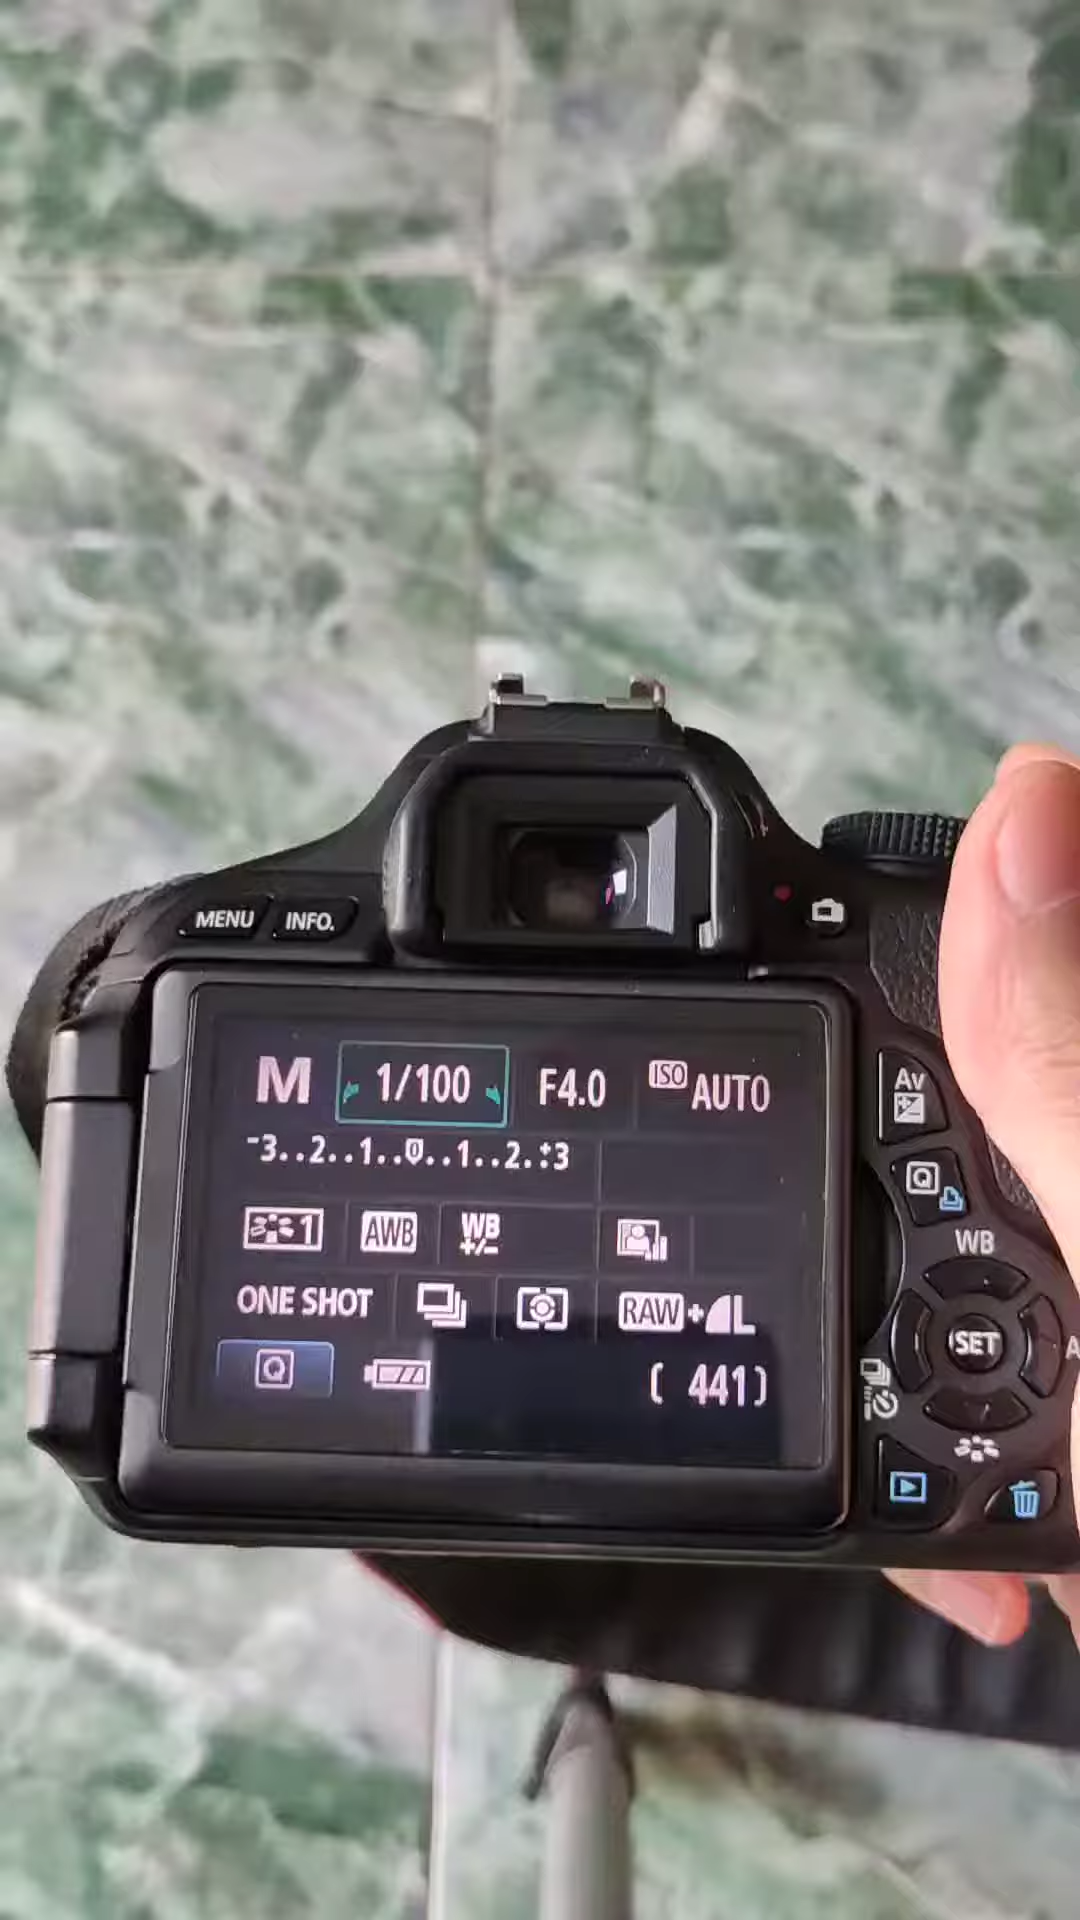 MENU INFO.
M 1/100 F4.0 ISO AUTO
-3..2..1..0..1..2.:+3
1 AWB WB +/-
ONE SHOT RAW+L
Q
( 441)
Av
Q
WB
SET
A